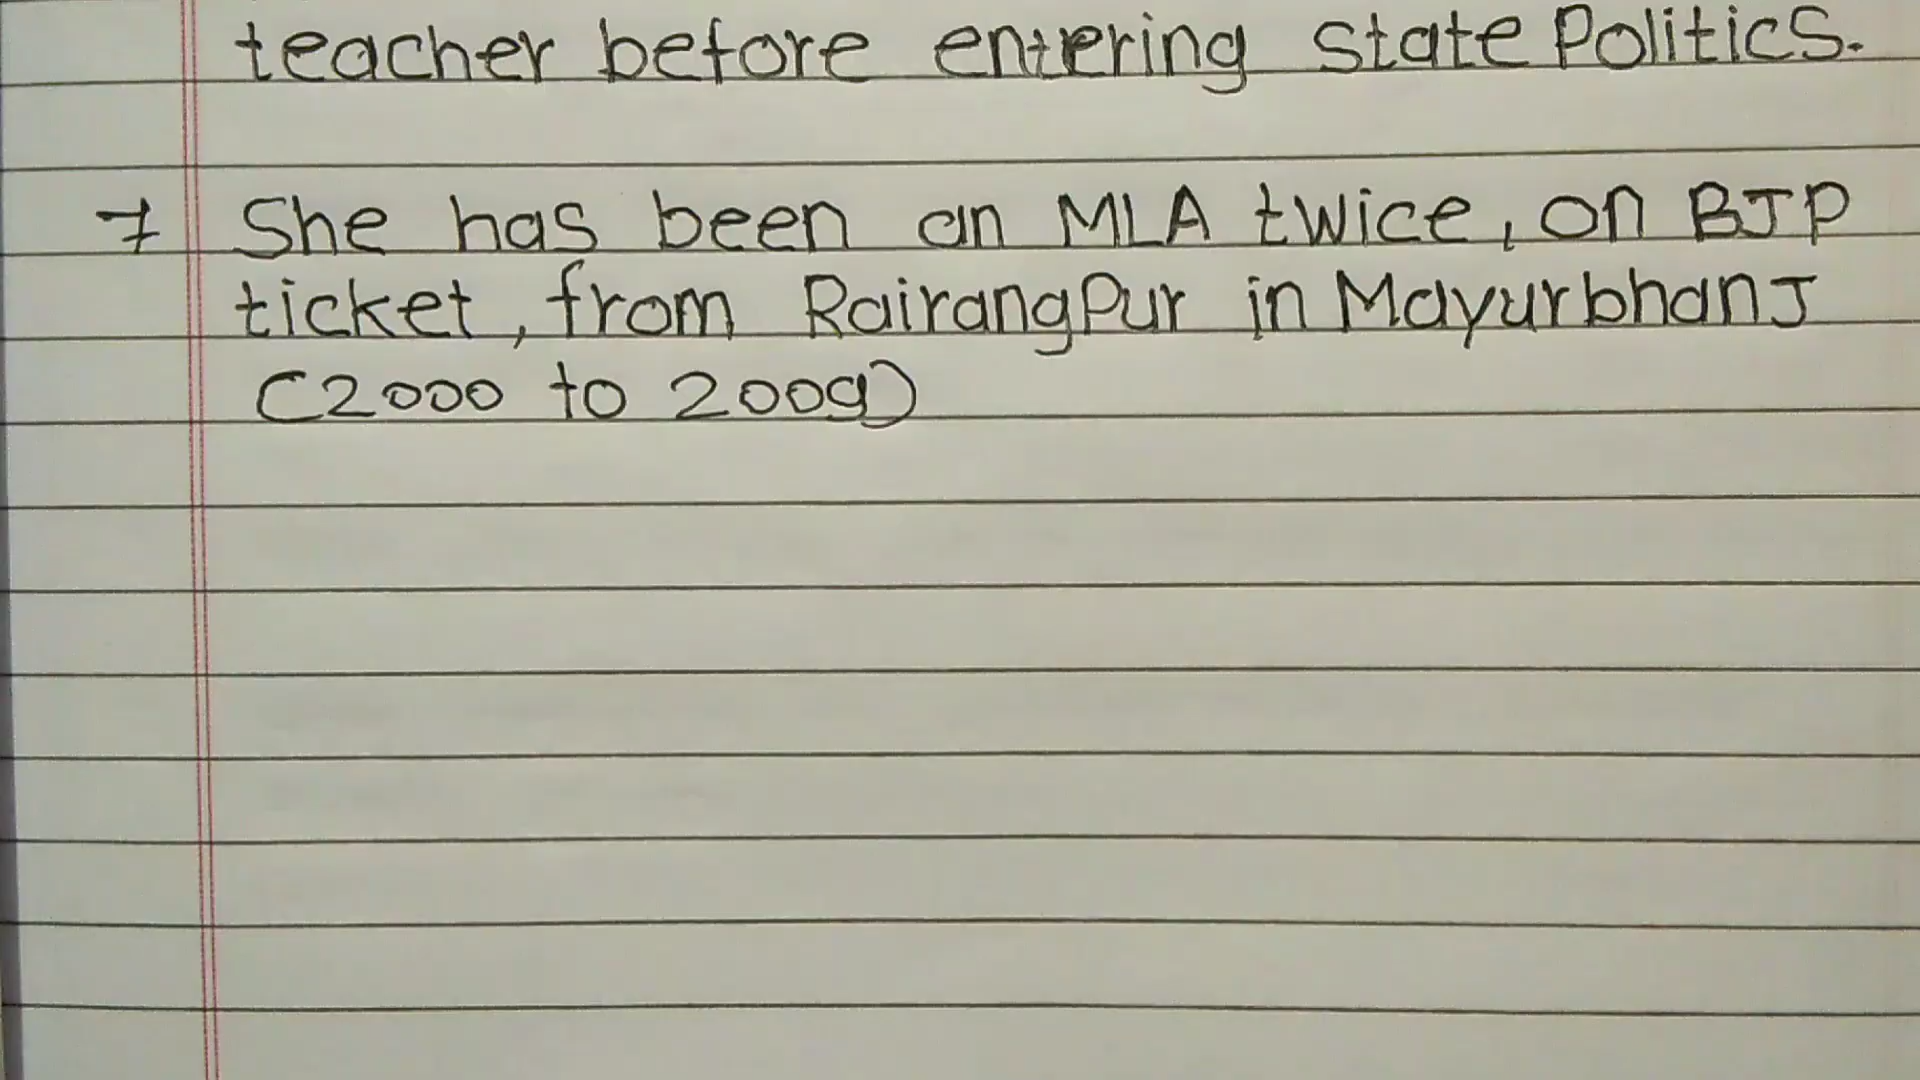 teacher before entering state Politics.
7 She has been an MLA twice, on BJP
ticket, from RairangPur in MayurbhanJ
(2000 to 2009)